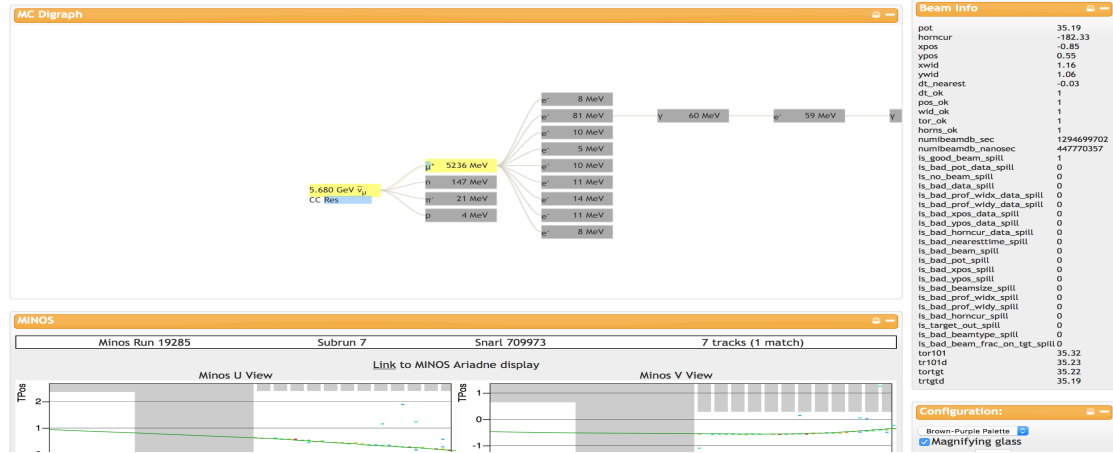 MC Digraph
e- 8 MeV
e- 81 MeV
γ 60 MeV
e- 59 MeV
γ
e- 10 MeV
e- 5 MeV
μ+ 5236 MeV
e- 10 MeV
n 147 MeV
e- 11 MeV
5.680 GeV ν̅μ
CC Res
π- 21 MeV
e- 14 MeV
p 4 MeV
e- 11 MeV
e- 8 MeV
MINOS
Minos Run 19285 Subrun 7 Snarl 709973 7 tracks (1 match)
Link to MINOS Ariadne display
Minos U View
TPos
2
1
0
Minos V View
TPos
1
0
-1
Beam Info
pot 35.19
horncur -182.33
xpos -0.85
ypos 0.55
xwid 1.16
ywid 1.06
dt_nearest -0.03
dt_ok 1
pos_ok 1
wid_ok 1
tor_ok 1
horns_ok 1
numibeamdb_sec 1294699702
numibeamdb_nanosec 447770357
is_good_beam_spill 1
is_bad_pot_data_spill 0
is_no_beam_spill 0
is_bad_data_spill 0
is_bad_prof_widx_data_spill 0
is_bad_prof_widy_data_spill 0
is_bad_xpos_data_spill 0
is_bad_ypos_data_spill 0
is_bad_horncur_data_spill 0
is_bad_nearesttime_spill 0
is_bad_beam_spill 0
is_bad_pot_spill 0
is_bad_xpos_spill 0
is_bad_ypos_spill 0
is_bad_beamsize_spill 0
is_bad_prof_widx_spill 0
is_bad_prof_widy_spill 0
is_bad_horncur_spill 0
is_target_out_spill 0
is_bad_beamtype_spill 0
is_bad_beam_frac_on_tgt_spill 0
tor101 35.32
tr101d 35.23
tortgt 35.22
trtgtd 35.19
Configuration:
Brown-Purple Palette
Magnifying glass